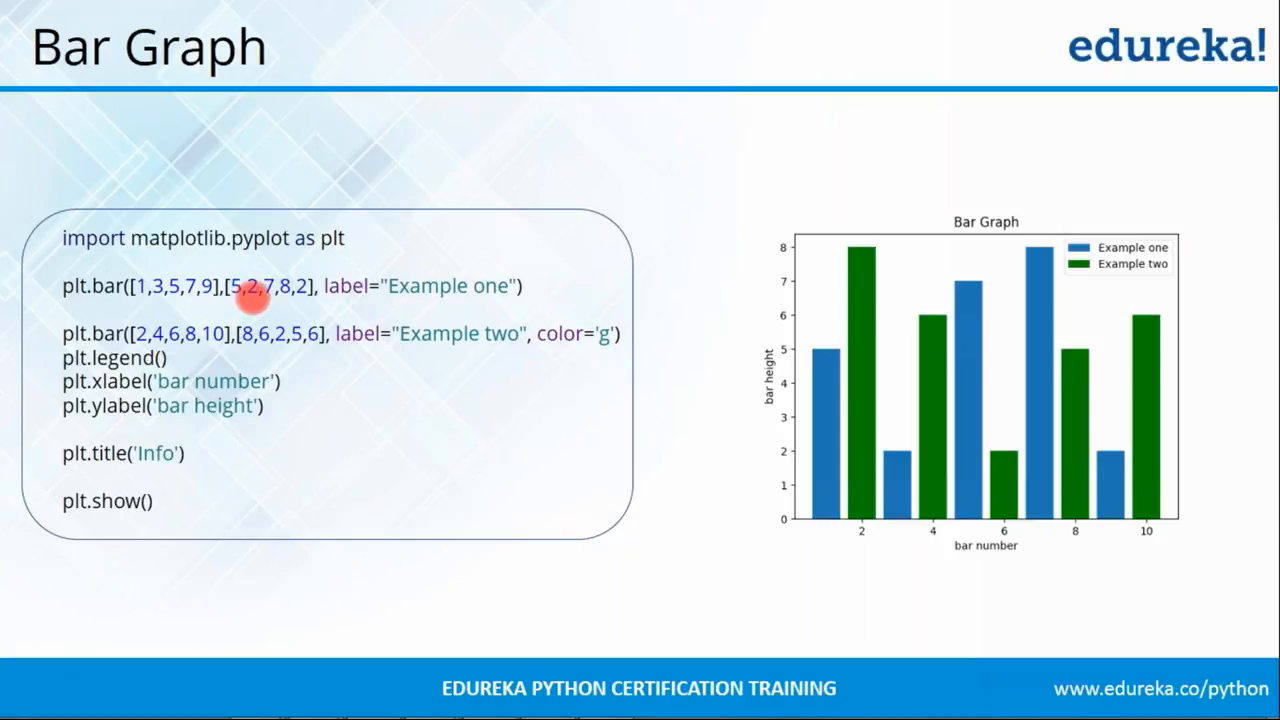 Bar Graph
edureka!
import matplotlib.pyplot as plt
plt.bar([1,3,5,7,9],[5,2,7,8,2], label="Example one")
plt.bar([2,4,6,8,10],[8,6,2,5,6], label="Example two", color='g')
plt.legend()
plt.xlabel('bar number')
plt.ylabel('bar height')
plt.title('Info')
plt.show()
Bar Graph
Example one
Example two
bar height
8
7
6
5
4
3
2
1
0
2 4 6 8 10
bar number
EDUREKA PYTHON CERTIFICATION TRAINING
www.edureka.co/python